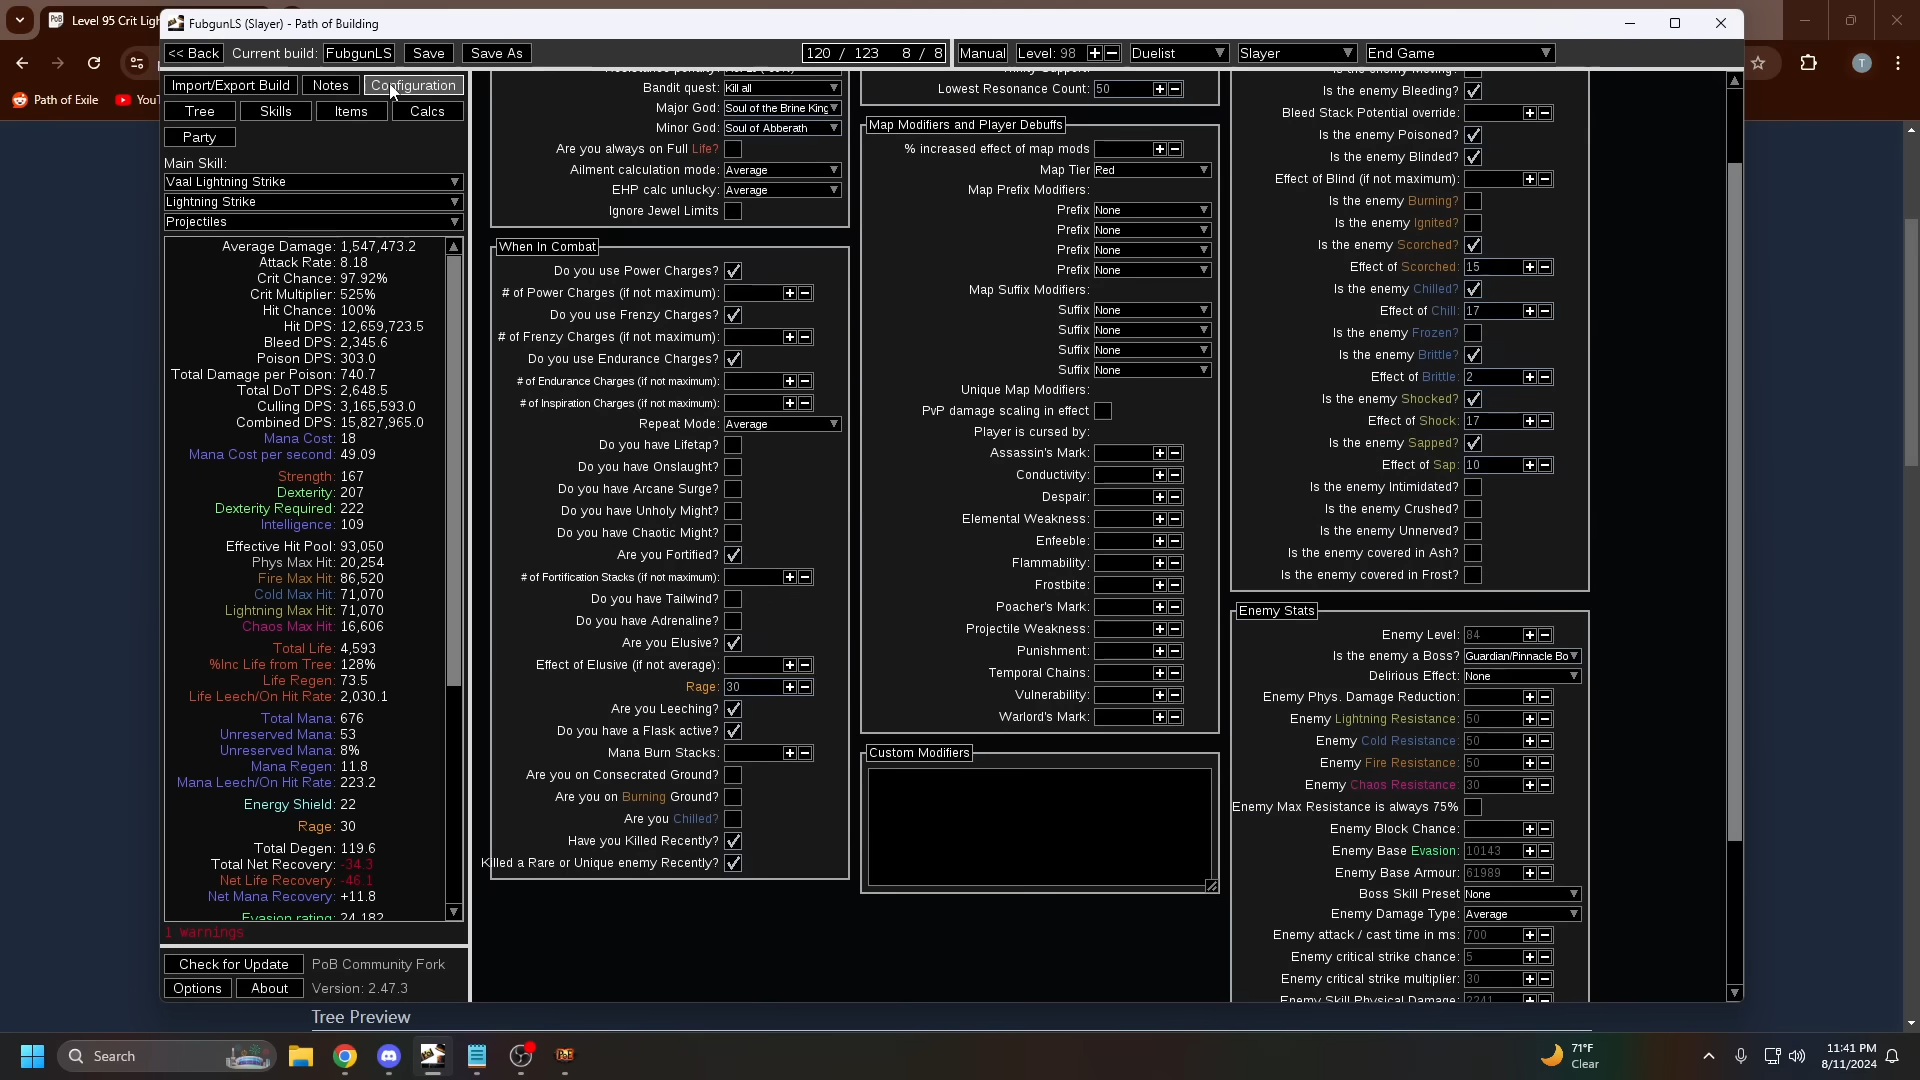 Level 95 Crit Ligh
FubgunLS (Slayer) - Path of Building
<< Back
Current build: FubgunLS
Save
Save As
120 / 123 8 / 8
Manual
Level: 98
Duelist
Slayer
End Game
Path of Exile
YouT
T
Import/Export Build
Notes
Configuration
Tree
Skills
Items
Calcs
Party
Main Skill:
Vaal Lightning Strike
Lightning Strike
Projectiles
Average Damage: 1,547,473.2
Attack Rate: 8.18
Crit Chance: 97.92%
Crit Multiplier: 525%
Hit Chance: 100%
Hit DPS: 12,659,723.5
Bleed DPS: 2,345.6
Poison DPS: 303.0
Total Damage per Poison: 740.7
Total DoT DPS: 2,648.5
Culling DPS: 3,165,593.0
Combined DPS: 15,827,965.0
Mana Cost: 18
Mana Cost per second: 49.09
Strength: 167
Dexterity: 207
Dexterity Required: 222
Intelligence: 109
Effective Hit Pool: 93,050
Phys Max Hit: 20,254
Fire Max Hit: 86,520
Cold Max Hit: 71,070
Lightning Max Hit: 71,070
Chaos Max Hit: 16,606
Total Life: 4,593
%Inc Life from Tree: 128%
Life Regen: 73.5
Life Leech/On Hit Rate: 2,030.1
Total Mana: 676
Unreserved Mana: 53
Unreserved Mana: 8%
Mana Regen: 11.8
Mana Leech/On Hit Rate: 223.2
Energy Shield: 22
Rage: 30
Total Degen: 119.6
Total Net Recovery: -34.3
Net Life Recovery: -46.1
Net Mana Recovery: +11.8
Evasion rating: 24,182
1 Warnings
Check for Update
PoB Community Fork
Options
About
Version: 2.47.3
Bandit quest: Kill all
Major God: Soul of the Brine King
Minor God: Soul of Abberath
Are you always on Full Life?
Ailment calculation mode: Average
EHP calc unlucky: Average
Ignore Jewel Limits
When In Combat
Do you use Power Charges?
# of Power Charges (if not maximum):
Do you use Frenzy Charges?
# of Frenzy Charges (if not maximum):
Do you use Endurance Charges?
# of Endurance Charges (if not maximum):
# of Inspiration Charges (if not maximum):
Repeat Mode: Average
Do you have Lifetap?
Do you have Onslaught?
Do you have Arcane Surge?
Do you have Unholy Might?
Do you have Chaotic Might?
Are you Fortified?
# of Fortification Stacks (if not maximum):
Do you have Tailwind?
Do you have Adrenaline?
Are you Elusive?
Effect of Elusive (if not average):
Rage: 30
Are you Leeching?
Do you have a Flask active?
Mana Burn Stacks:
Are you on Consecrated Ground?
Are you on Burning Ground?
Are you Chilled?
Have you Killed Recently?
Killed a Rare or Unique enemy Recently?
Lowest Resonance Count: 50
Map Modifiers and Player Debuffs
% increased effect of map mods
Map Tier Red
Map Prefix Modifiers:
Prefix None
Prefix None
Prefix None
Prefix None
Map Suffix Modifiers:
Suffix None
Suffix None
Suffix None
Suffix None
Unique Map Modifiers:
PvP damage scaling in effect
Player is cursed by:
Assassin's Mark:
Conductivity:
Despair:
Elemental Weakness:
Enfeeble:
Flammability:
Frostbite:
Poacher's Mark:
Projectile Weakness:
Punishment:
Temporal Chains:
Vulnerability:
Warlord's Mark:
Custom Modifiers
Is the enemy Moving?
Is the enemy Bleeding?
Bleed Stack Potential override:
Is the enemy Poisoned?
Is the enemy Blinded?
Effect of Blind (if not maximum):
Is the enemy Burning?
Is the enemy Ignited?
Is the enemy Scorched?
Effect of Scorched: 15
Is the enemy Chilled?
Effect of Chill: 17
Is the enemy Frozen?
Is the enemy Brittle?
Effect of Brittle: 2
Is the enemy Shocked?
Effect of Shock: 17
Is the enemy Sapped?
Effect of Sap: 10
Is the enemy Intimidated?
Is the enemy Crushed?
Is the enemy Unnerved?
Is the enemy covered in Ash?
Is the enemy covered in Frost?
Enemy Stats
Enemy Level: 84
Is the enemy a Boss? Guardian/Pinnacle Bo
Delirious Effect: None
Enemy Phys. Damage Reduction:
Enemy Lightning Resistance: 50
Enemy Cold Resistance: 50
Enemy Fire Resistance: 50
Enemy Chaos Resistance: 30
Enemy Max Resistance is always 75%
Enemy Block Chance:
Enemy Base Evasion: 10143
Enemy Base Armour: 61989
Boss Skill Preset None
Enemy Damage Type: Average
Enemy attack / cast time in ms: 700
Enemy critical strike chance: 5
Enemy critical strike multiplier: 30
Enemy Skill Physical Damage: 2241
Tree Preview
Search
71°F
Clear
11:41 PM
8/11/2024